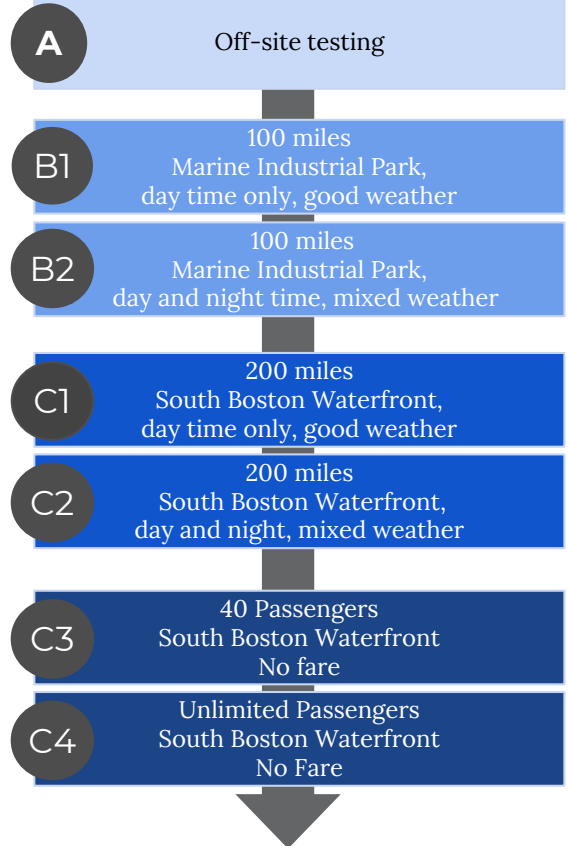 A
Off-site testing
B1
100 miles
Marine Industrial Park,
day time only, good weather
B2
100 miles
Marine Industrial Park,
day and night time, mixed weather
C1
200 miles
South Boston Waterfront,
day time only, good weather
C2
200 miles
South Boston Waterfront,
day and night, mixed weather
C3
40 Passengers
South Boston Waterfront
No fare
C4
Unlimited Passengers
South Boston Waterfront
No Fare